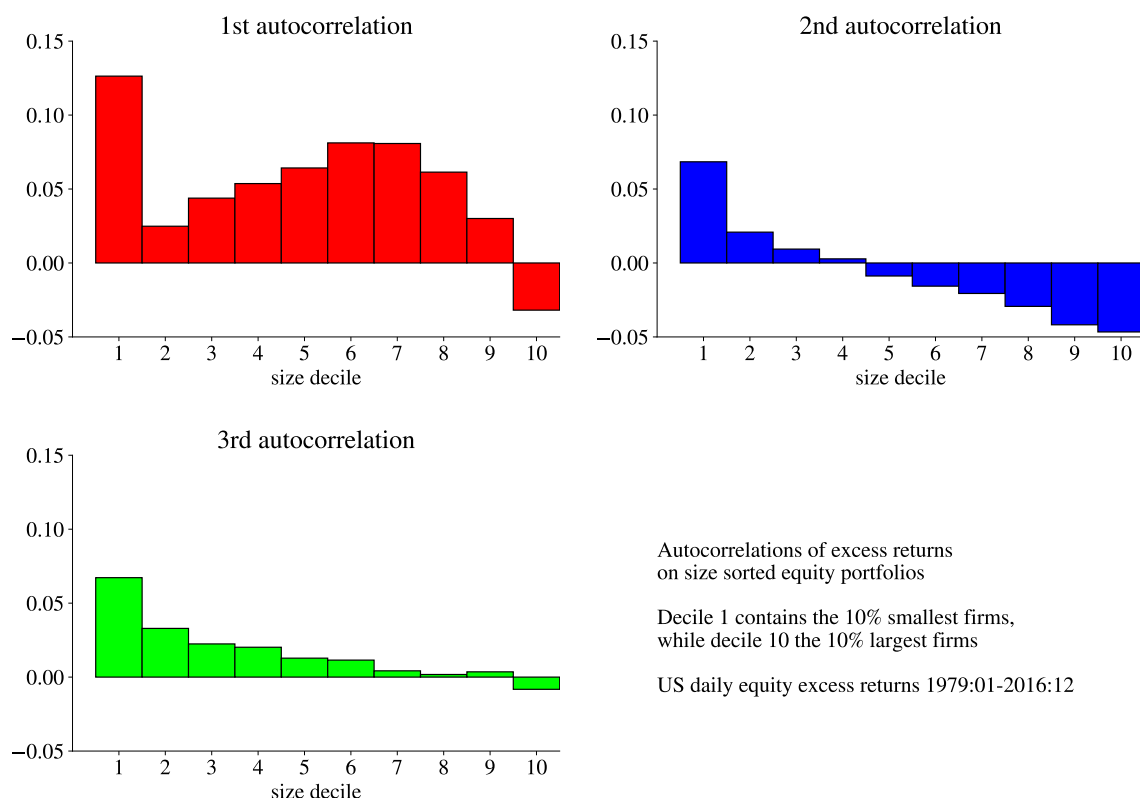 1st autocorrelation
0.15
0.10
0.05
0.00
−0.05
1 2 3 4 5 6 7 8 9 10
size decile
2nd autocorrelation
0.15
0.10
0.05
0.00
−0.05
1 2 3 4 5 6 7 8 9 10
size decile
3rd autocorrelation
0.15
0.10
0.05
0.00
−0.05
1 2 3 4 5 6 7 8 9 10
size decile
Autocorrelations of excess returns
on size sorted equity portfolios
Decile 1 contains the 10% smallest firms,
while decile 10 the 10% largest firms
US daily equity excess returns 1979:01-2016:12